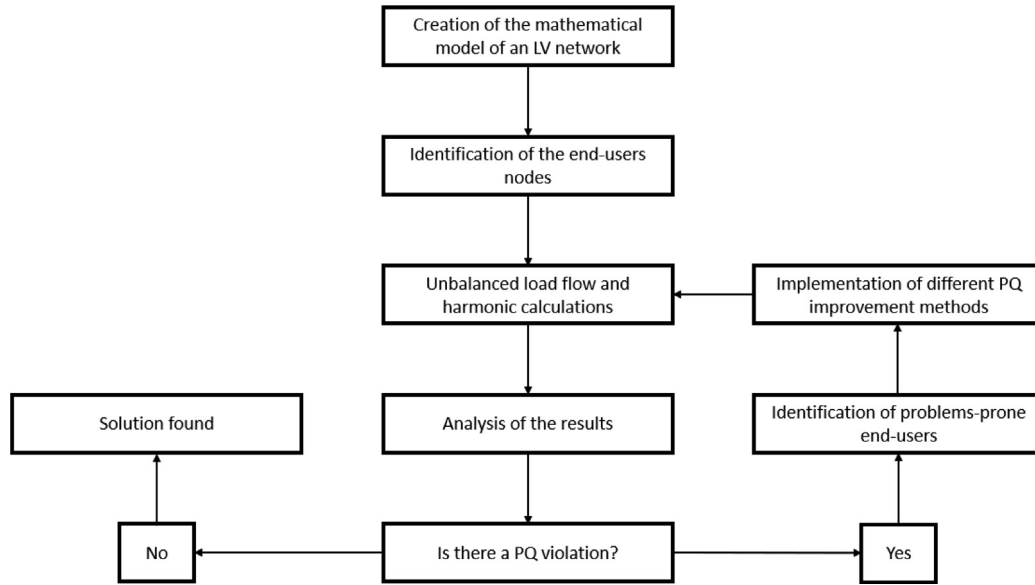 Creation of the mathematical
model of an LV network
Identification of the end-users
nodes
Unbalanced load flow and
harmonic calculations
Implementation of different PQ
improvement methods
Solution found
Analysis of the results
Identification of problems-prone
end-users
No
Is there a PQ violation?
Yes